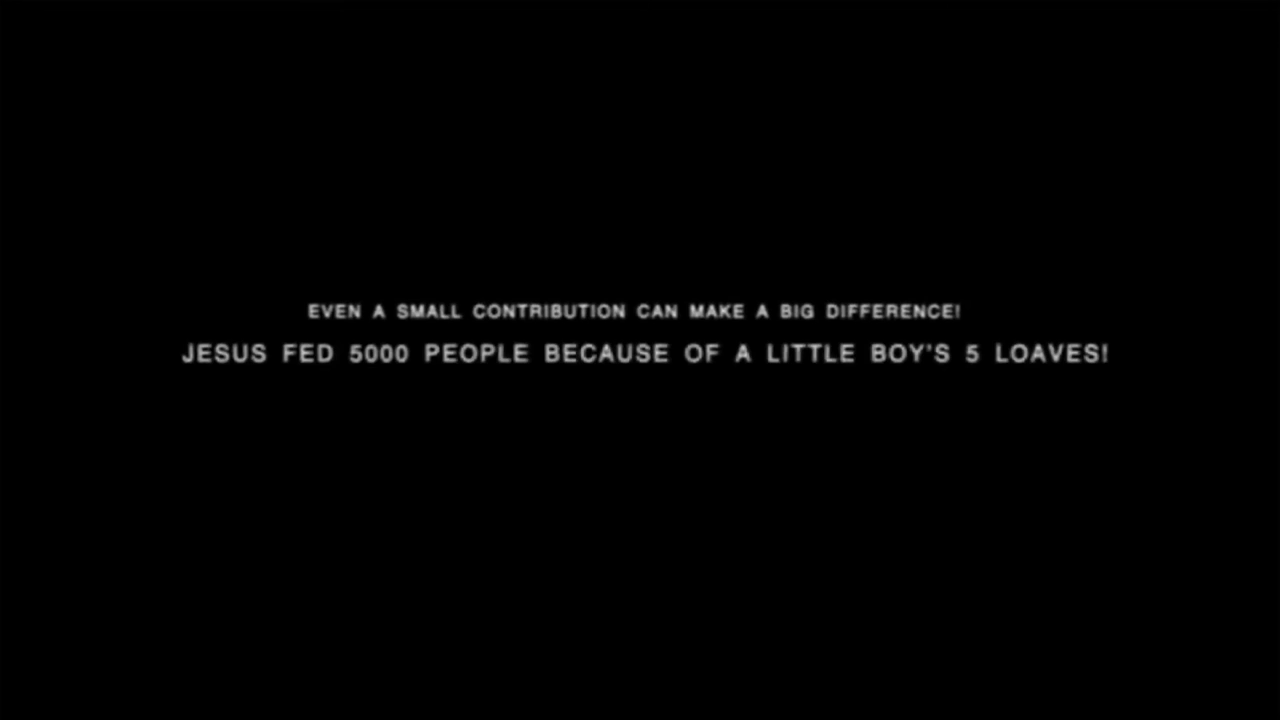 EVEN A SMALL CONTRIBUTION CAN MAKE A BIG DIFFERENCE!
JESUS FED 5000 PEOPLE BECAUSE OF A LITTLE BOY'S 5 LOAVES!